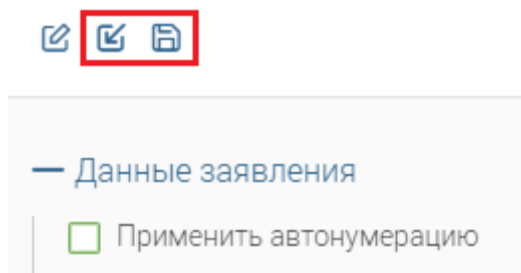 Данные заявления
Применить автонумерацию